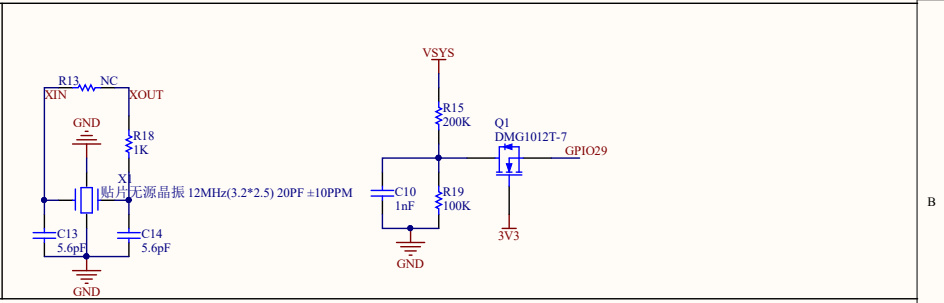 VSYS
R13 NC
XIN XOUT
R15
200K
GND
Q1
DMG1012T-7
R18
1K
GPIO29
X1
贴片无源晶振 12MHz(3.2*2.5) 20PF ±10PPM
C10
1nF
R19
100K
B
C13
5.6pF
C14
5.6pF
3V3
GND
GND